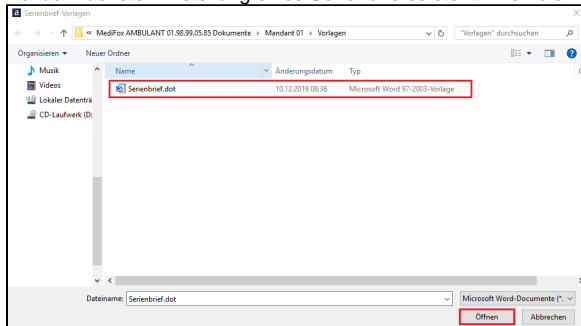 Serienbrief-Vorlagen
« MediFox AMBULANT 01.98.99.05.85 Dokumente > Mandant 01 > Vorlagen
"Vorlagen" durchsuchen
Organisieren Neuer Ordner
Musik
Videos
Lokaler Datenträ
CD-Laufwerk (D:
Name Änderungsdatum Typ
Serienbrief.dot 10.12.2019 08:36 Microsoft Word 97-2003-Vorlage
Dateiname: Serienbrief.dot Microsoft Word-Documente (*.
Öffnen Abbrechen